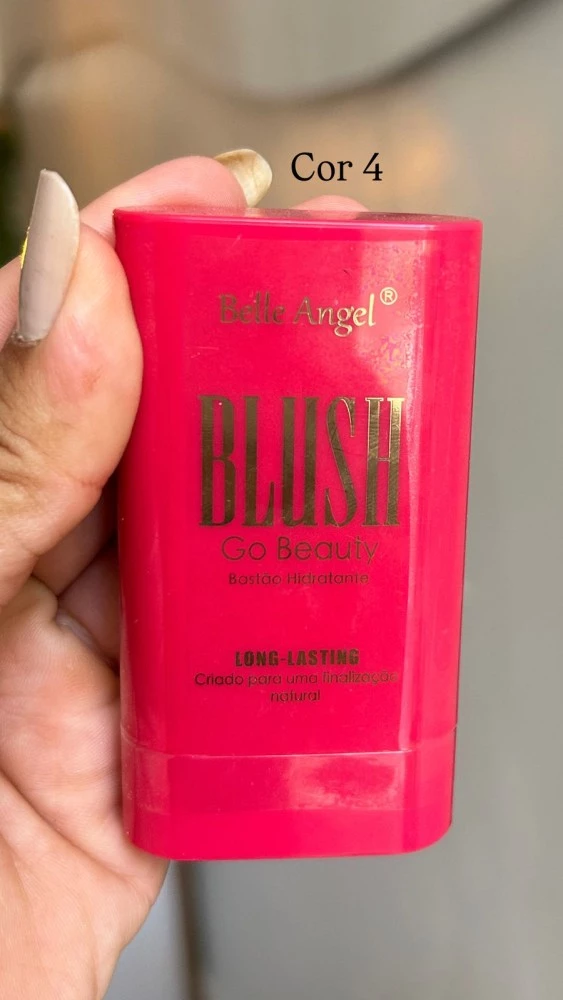 Cor 4
Belle Angel®
BLUSH
Go Beauty
Bastão Hidratante
LONG-LASTING
Criado para uma finalização
natural